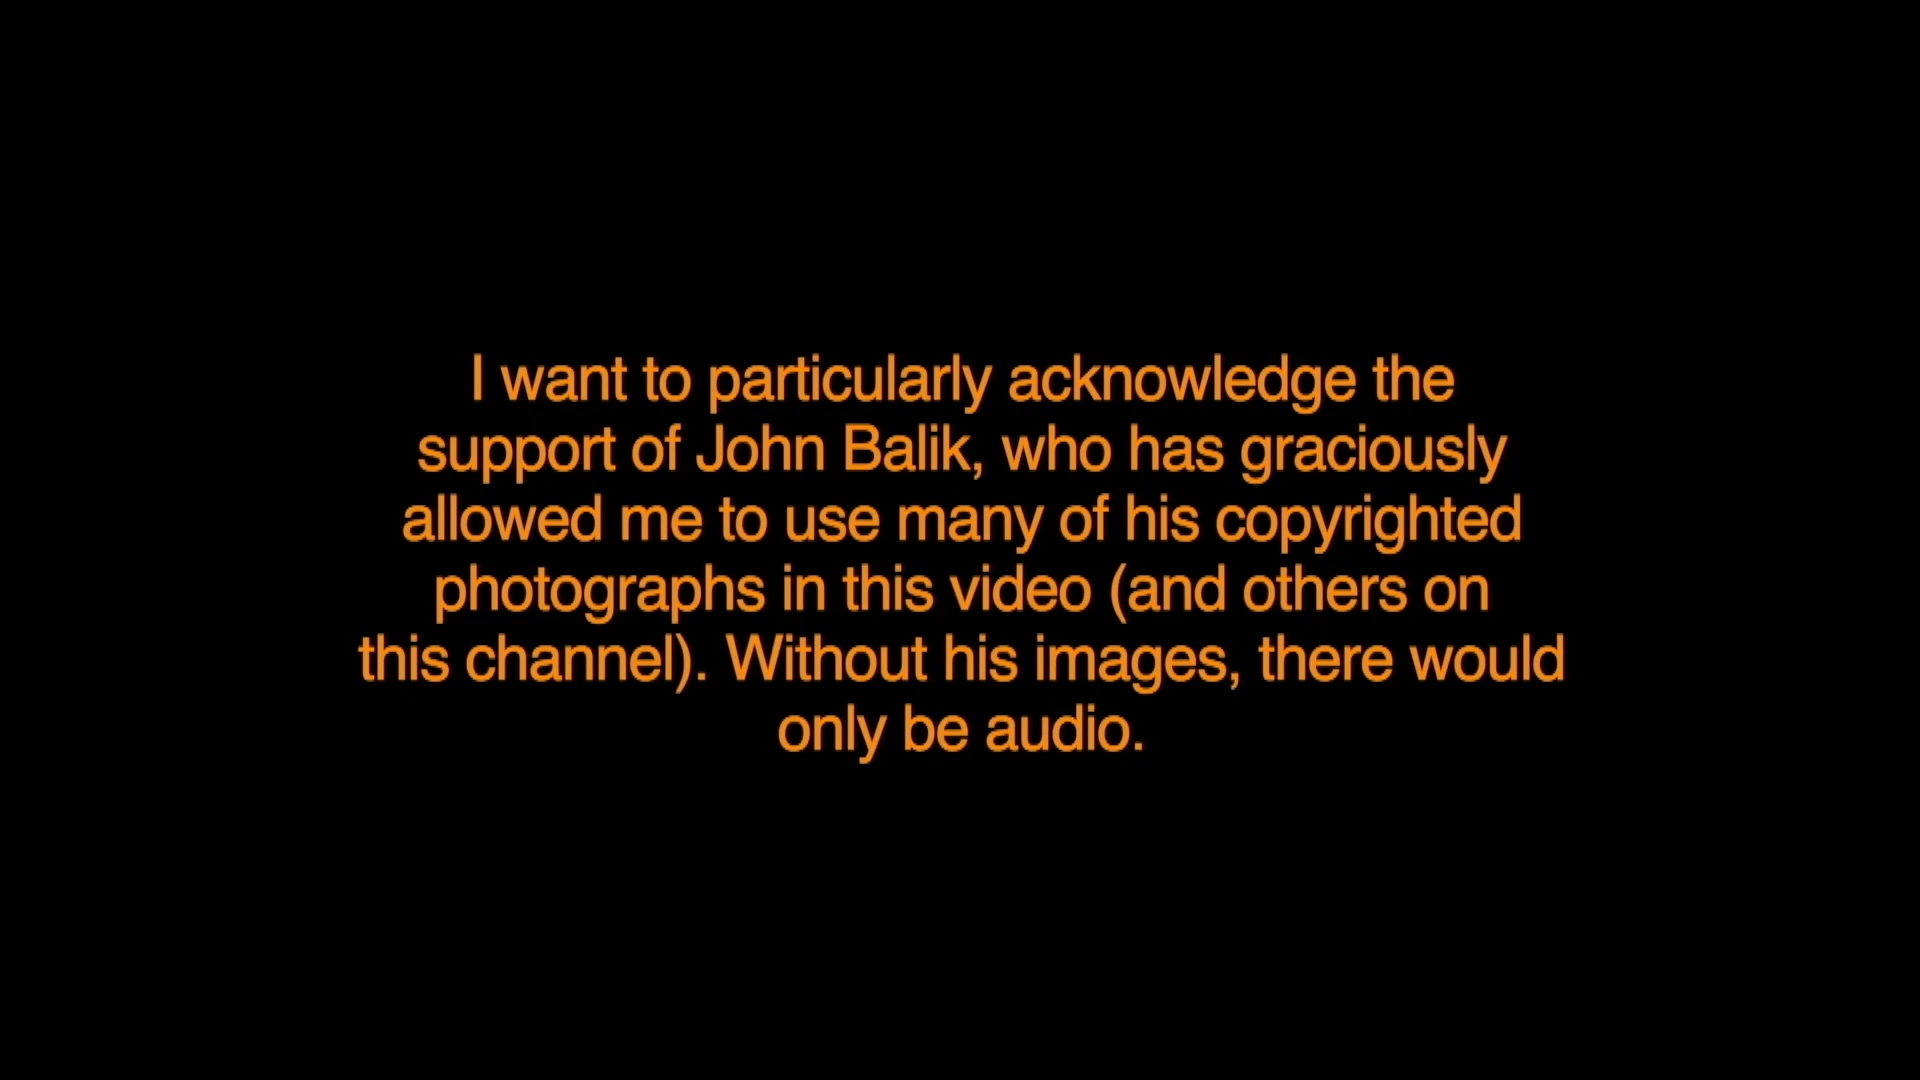 I want to particularly acknowledge the
support of John Balik, who has graciously
allowed me to use many of his copyrighted
photographs in this video (and others on
this channel). Without his images, there would
only be audio.